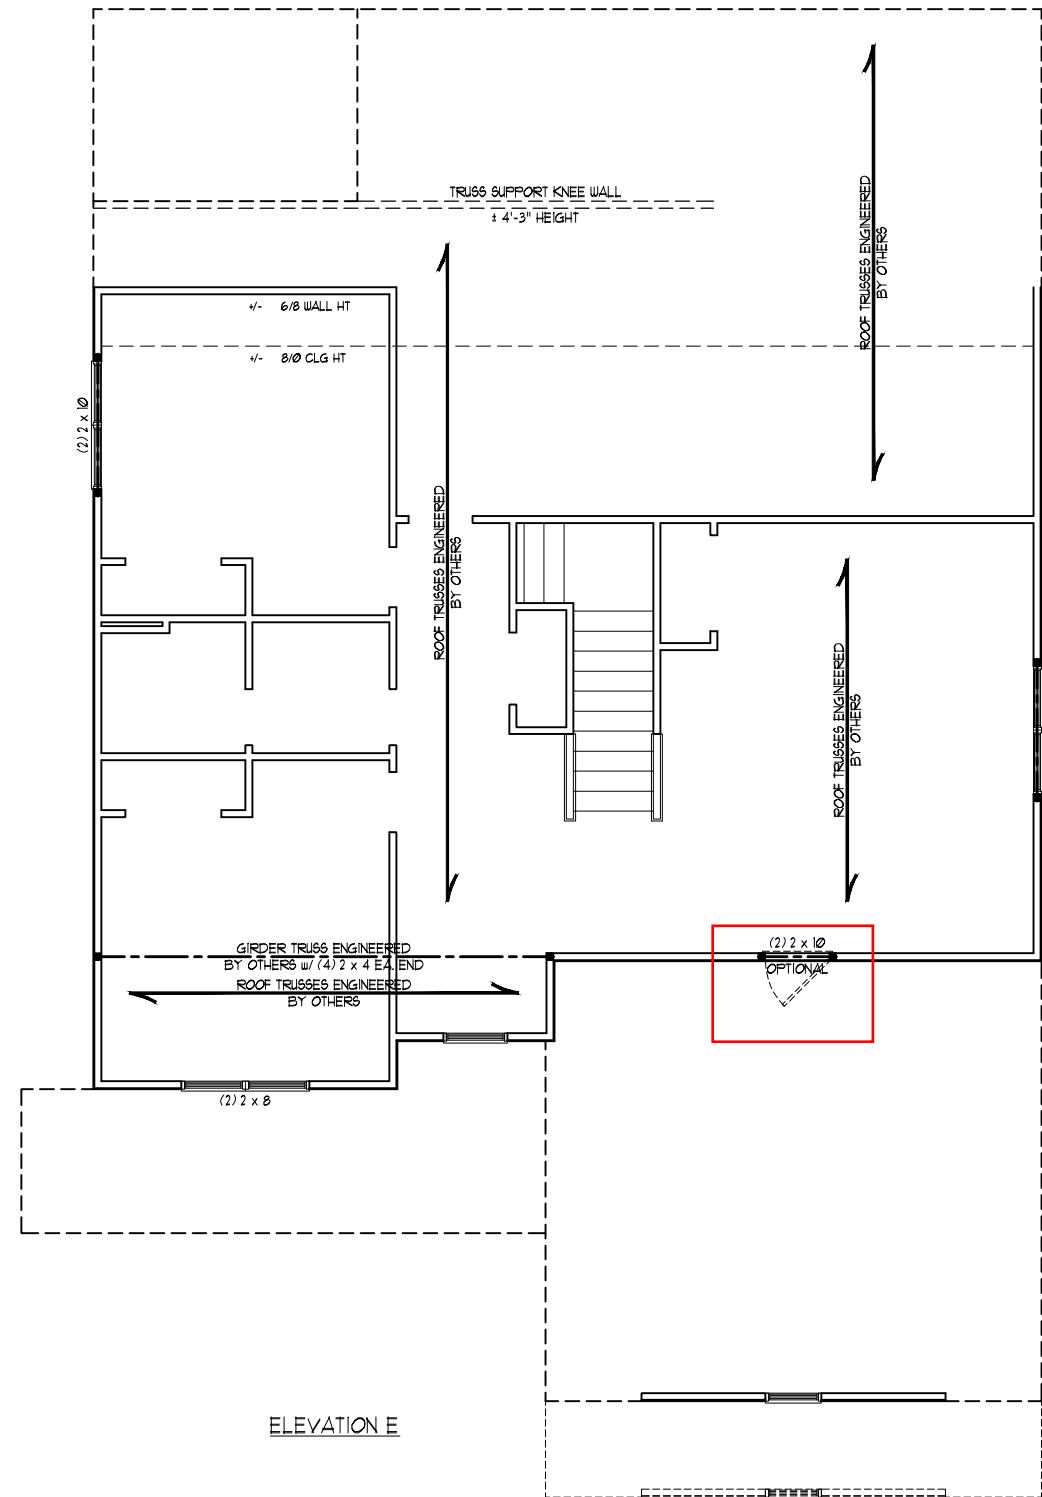 TRUSS SUPPORT KNEE WALL
± 4'-3" HEIGHT
ROOF TRUSSES ENGINEERED
BY OTHERS
+/- 6/8 WALL HT
+/- 8/0 CLG HT
(2) 2 x 10
ROOF TRUSSES ENGINEERED
BY OTHERS
ROOF TRUSSES ENGINEERED
BY OTHERS
GIRDER TRUSS ENGINEERED
BY OTHERS w/ (4) 2 x 4 EA. END
ROOF TRUSSES ENGINEERED
BY OTHERS
(2) 2 x 10
OPTIONAL
(2) 2 x 8
ELEVATION E